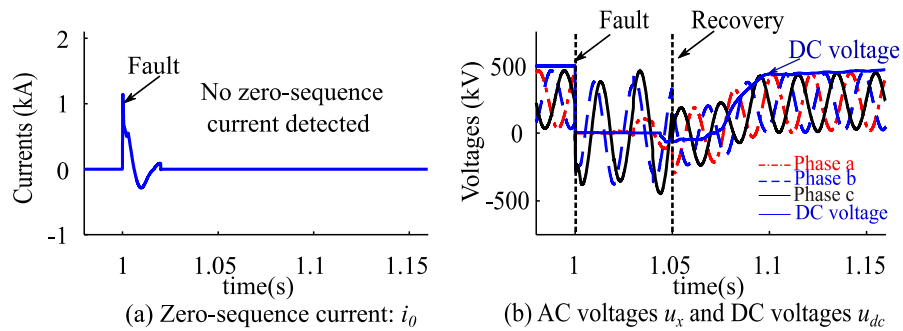 2
1
0
-1
Currents (kA)
Fault
No zero-sequence
current detected
1
1.05
1.1
1.15
time(s)
(a) Zero-sequence current: i0
Fault
Recovery
DC voltage
500
0
-500
Voltages (kV)
Phase a
Phase b
Phase c
DC voltage
1
1.05
1.1
1.15
time(s)
(b) AC voltages ux and DC voltages udc